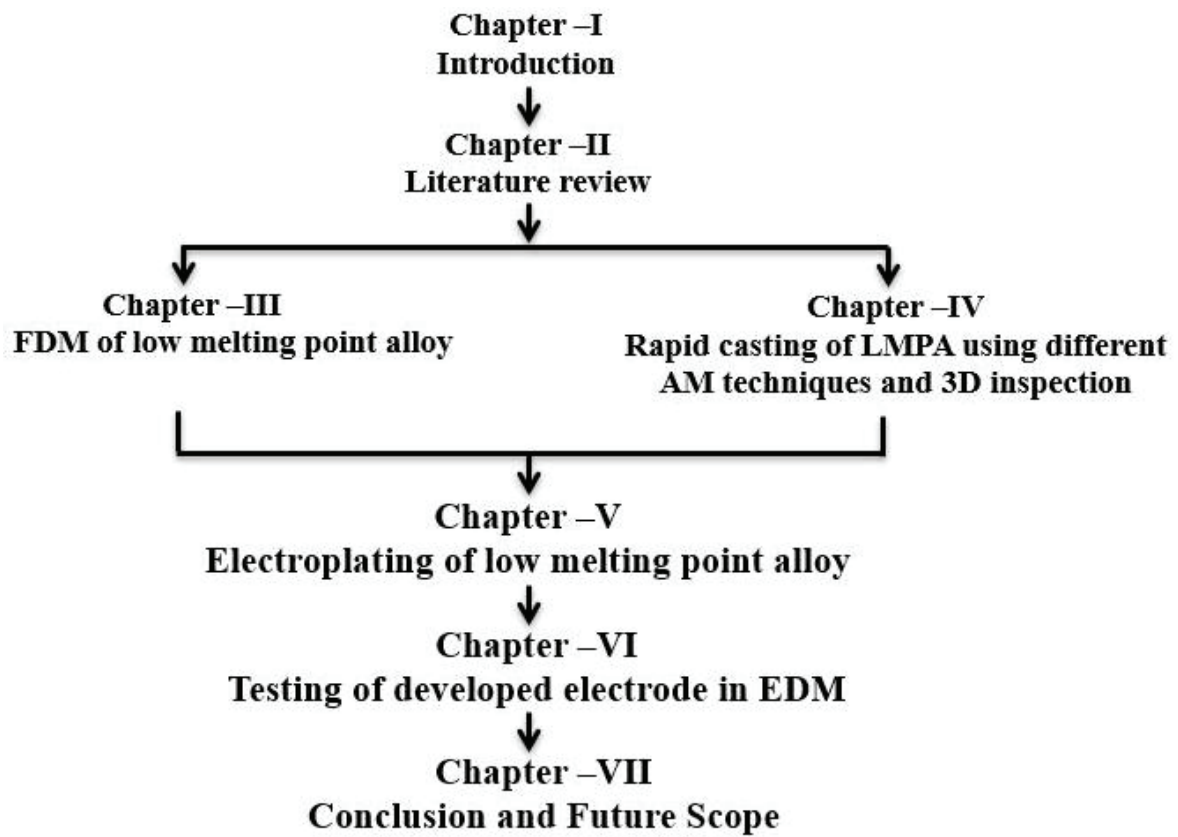 Chapter –I
Introduction
Chapter –II
Literature review
Chapter –III
FDM of low melting point alloy
Chapter –IV
Rapid casting of LMPA using different
AM techniques and 3D inspection
Chapter –V
Electroplating of low melting point alloy
Chapter –VI
Testing of developed electrode in EDM
Chapter –VII
Conclusion and Future Scope